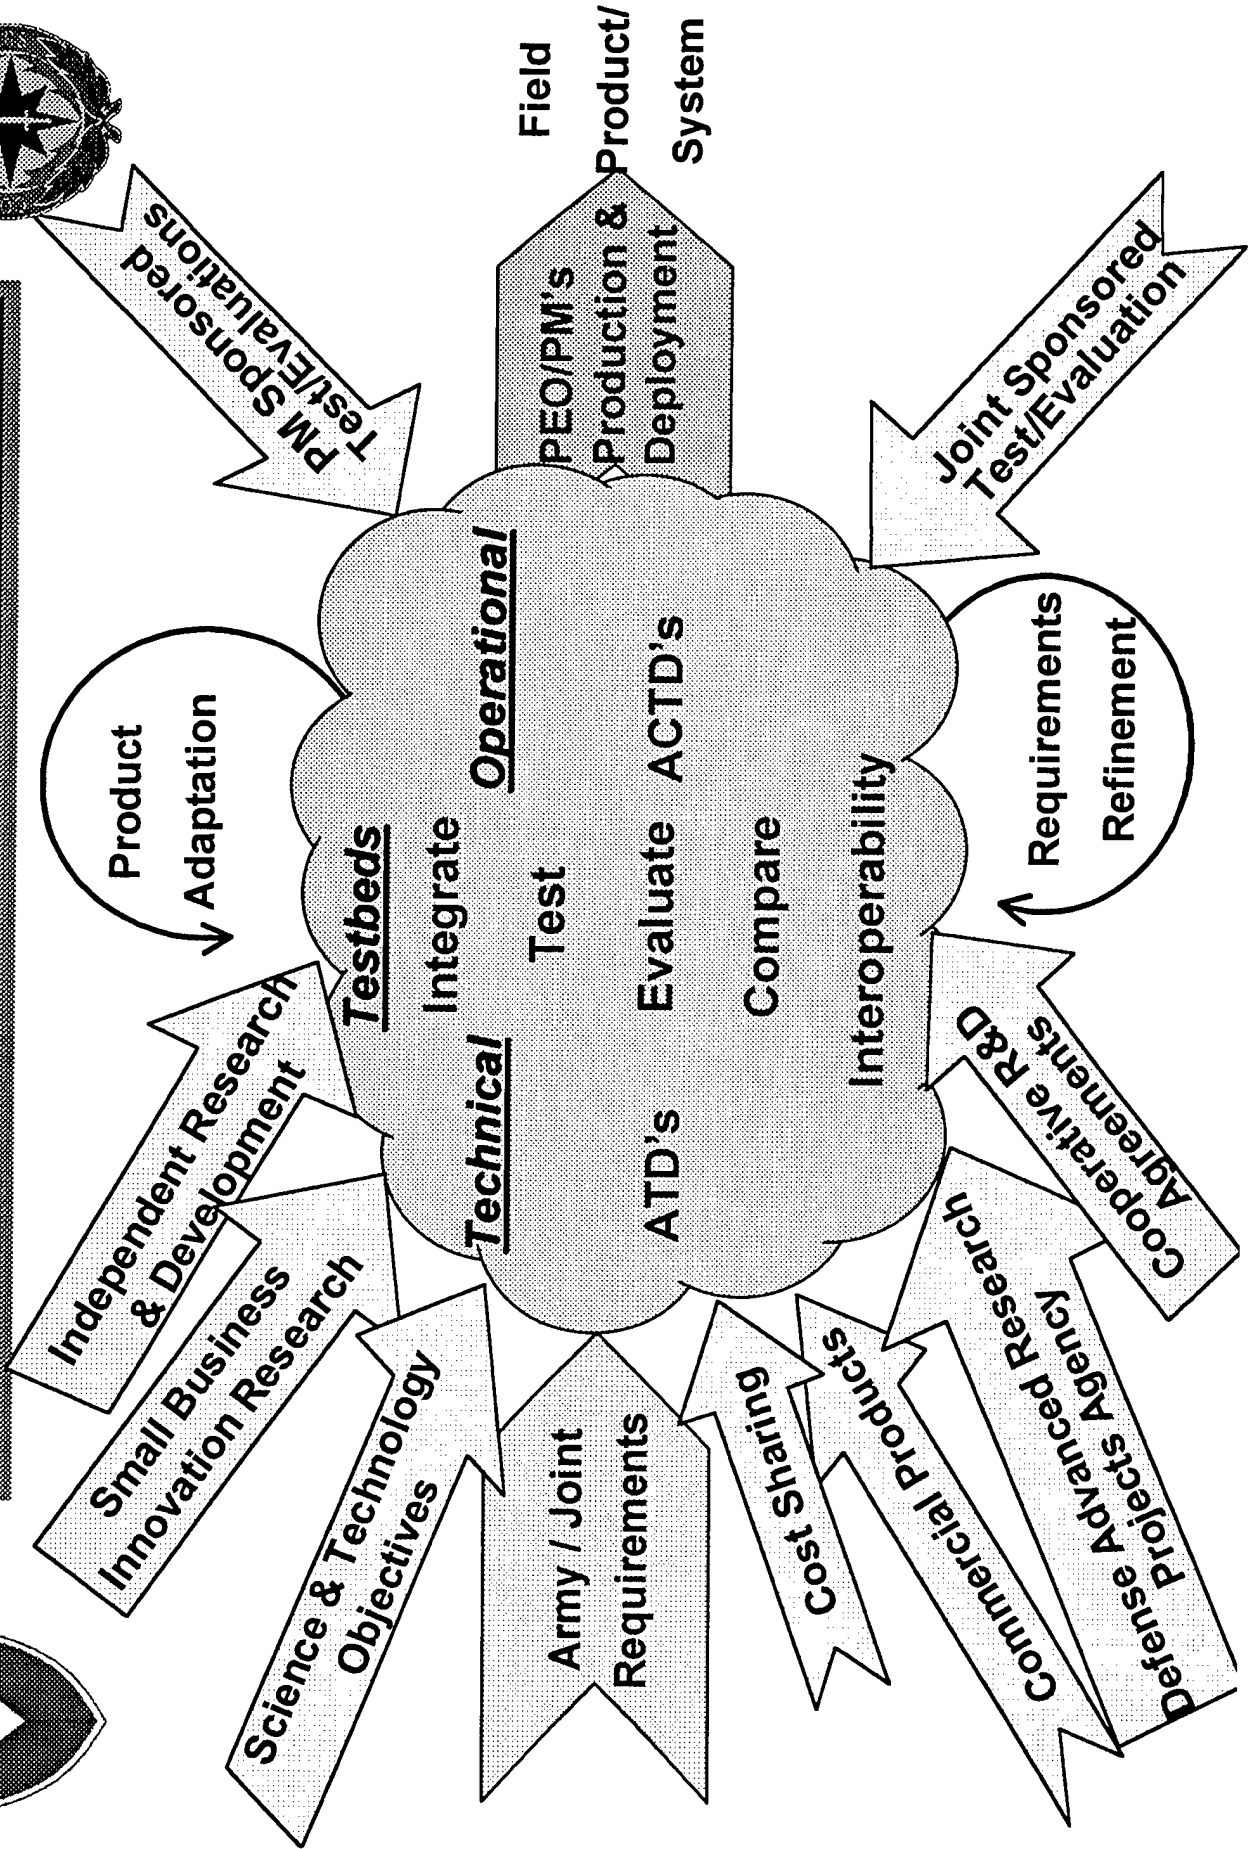 Independent Research
& Development
Small Business
Innovation Research
Science & Technology
Objectives
Army / Joint
Requirements
Cost Sharing
Commercial Products
Defense Advanced Research
Projects Agency
Cooperative R&D
Agreements
Product
Adaptation
Testbeds
Technical
Operational
Integrate
Test
ATD's
Evaluate
ACTD's
Compare
Interoperability
Requirements
Refinement
PM Sponsored
Test/Evaluations
PEO/PM's
Production &
Deployment
Field
Product/
System
Joint Sponsored
Test/Evaluation